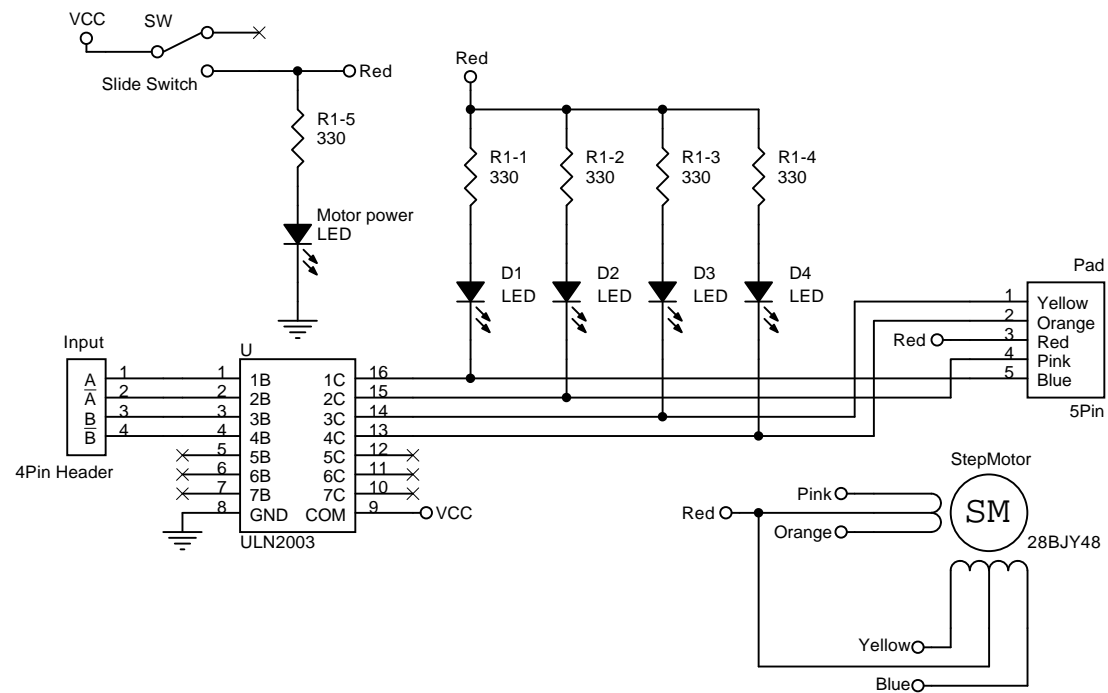 VCC
SW
Slide Switch
Red
R1-5
330
Motor power
LED
Red
R1-1
330
R1-2
330
R1-3
330
R1-4
330
D1
LED
D2
LED
D3
LED
D4
LED
Pad
1 Yellow
2 Orange
Red 3 Red
4 Pink
5 Blue
5Pin
Input
A 1
A̅ 2
B 3
B̅ 4
4Pin Header
U
1 1B 1C 16
2 2B 2C 15
3 3B 3C 14
4 4B 4C 13
5 5B 5C 12
6 6B 6C 11
7 7B 7C 10
8 GND COM 9 VCC
ULN2003
StepMotor
Pink
Red
Orange
SM
28BJY48
Yellow
Blue